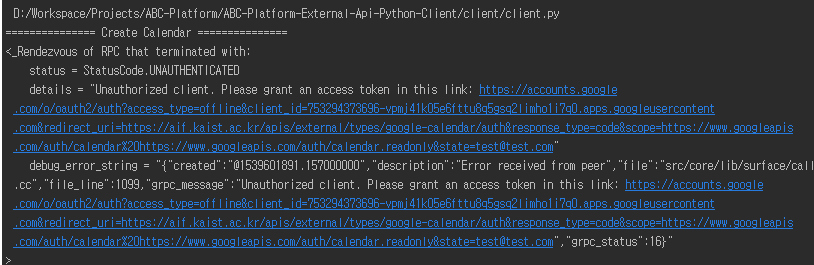 D:/Workspace/Projects/ABC-Platform/ABC-Platform-External-Api-Python-Client/client/client.py
=============== Create Calendar ===============
<_Rendezvous of RPC that terminated with:
status = StatusCode.UNAUTHENTICATED
details = "Unauthorized client. Please grant an access token in this link: https://accounts.google
.com/o/oauth2/auth?access_type=offline&client_id=753294373696-vpmj41k05e6fttu8q5gsq2limho1i7q0.apps.googleusercontent
.com&redirect_uri=https://aif.kaist.ac.kr/apis/external/types/google-calendar/auth&response_type=code&scope=https://www.googleapis
.com/auth/calendar%20https://www.googleapis.com/auth/calendar.readonly&state=test@test.com"
debug_error_string = "{"created":"@1539601891.157000000","description":"Error received from peer","file":"src/core/lib/surface/call
.cc","file_line":1099,"grpc_message":"Unauthorized client. Please grant an access token in this link: https://accounts.google
.com/o/oauth2/auth?access_type=offline&client_id=753294373696-vpmj41k05e6fttu8q5gsq2limho1i7q0.apps.googleusercontent
.com&redirect_uri=https://aif.kaist.ac.kr/apis/external/types/google-calendar/auth&response_type=code&scope=https://www.googleapis
.com/auth/calendar%20https://www.googleapis.com/auth/calendar.readonly&state=test@test.com","grpc_status":16}"
>